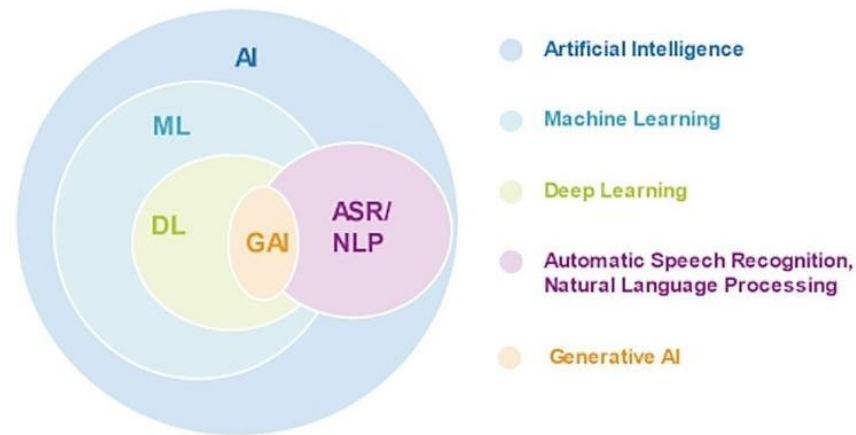 AI
ML
DL
GAI
ASR/
NLP
Artificial Intelligence
Machine Learning
Deep Learning
Automatic Speech Recognition,
Natural Language Processing
Generative AI